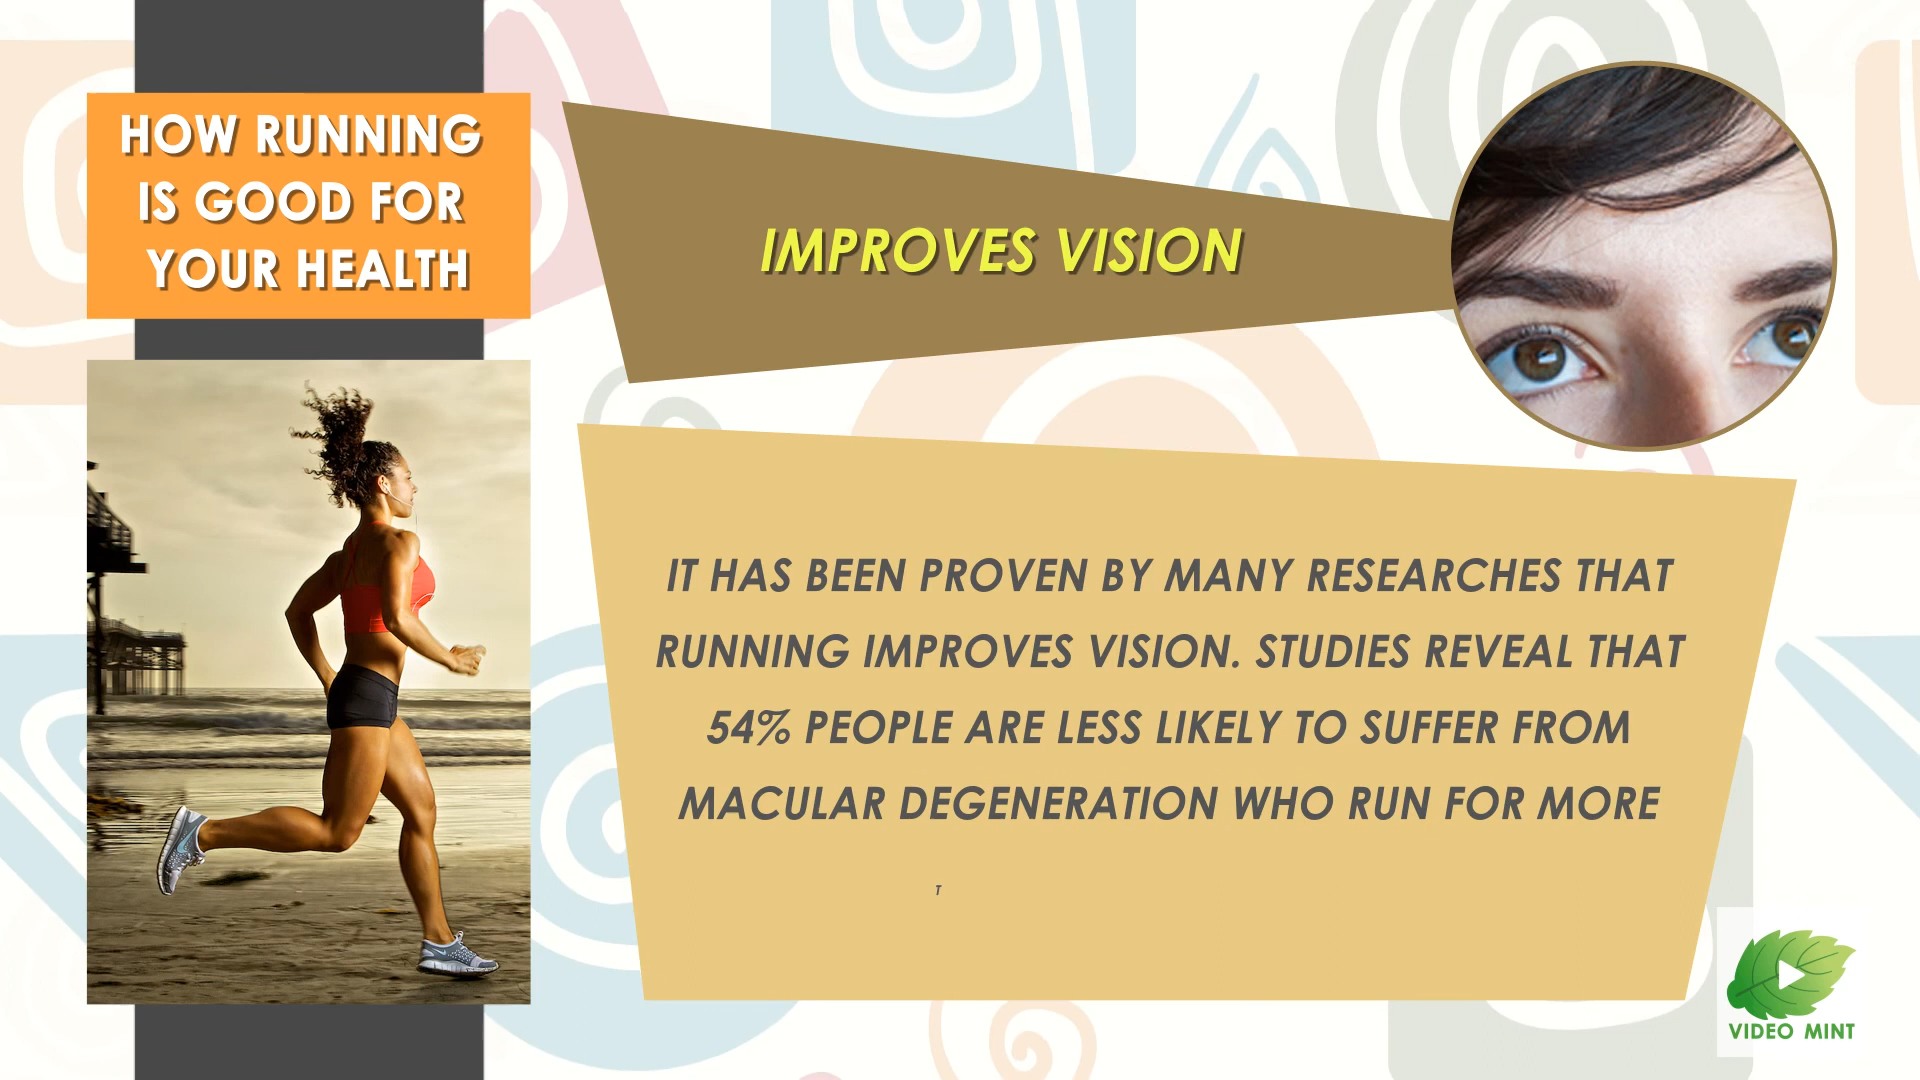 HOW RUNNING
IS GOOD FOR
YOUR HEALTH
IMPROVES VISION
IT HAS BEEN PROVEN BY MANY RESEARCHES THAT
RUNNING IMPROVES VISION. STUDIES REVEAL THAT
54% PEOPLE ARE LESS LIKELY TO SUFFER FROM
MACULAR DEGENERATION WHO RUN FOR MORE
T
VIDEO MINT